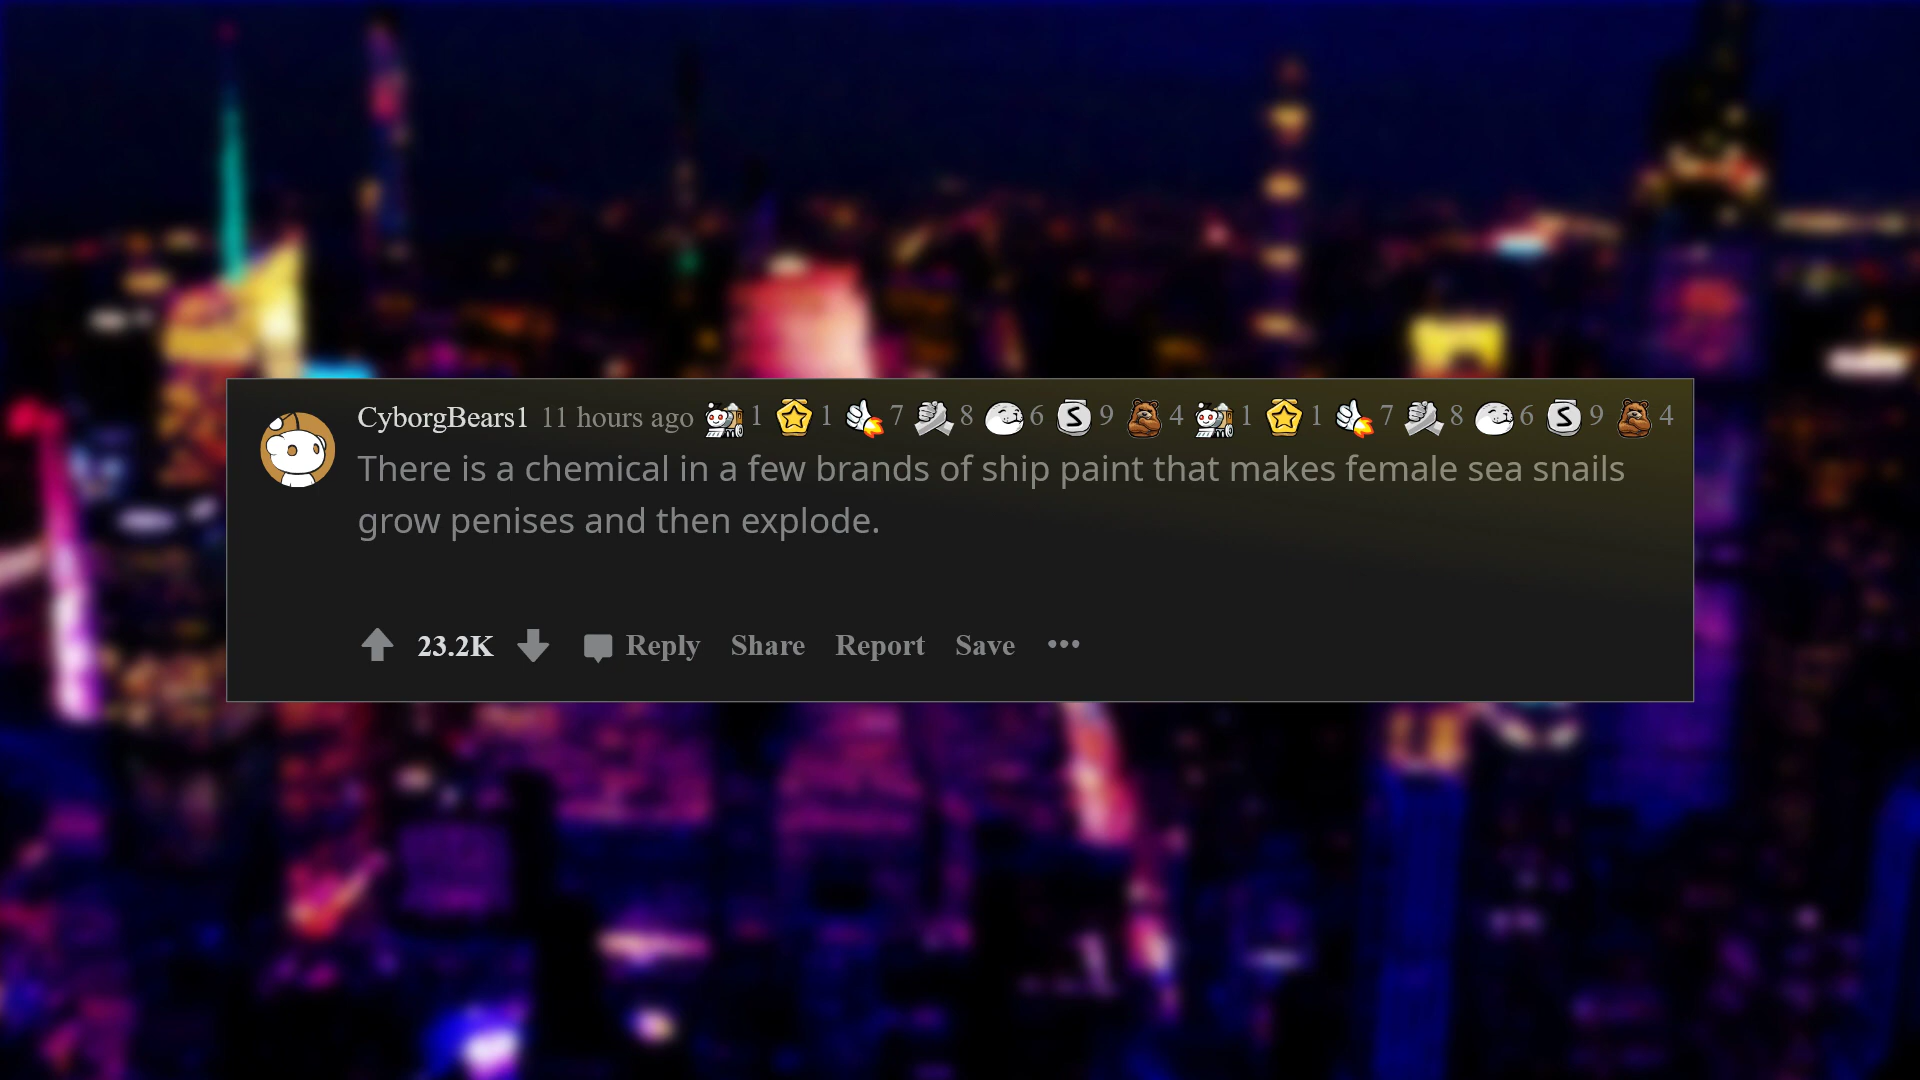 CyborgBears1 11 hours ago 1 1 7 8 6 S 9 4 1 1 7 8 6 S 9 4
There is a chemical in a few brands of ship paint that makes female sea snails
grow penises and then explode.
23.2K Reply Share Report Save •••